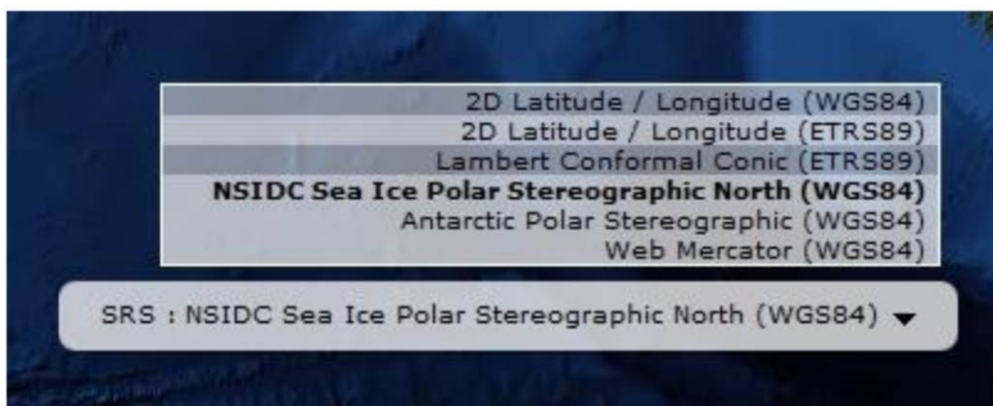 2D Latitude / Longitude (WGS84)
2D Latitude / Longitude (ETRS89)
Lambert Conformal Conic (ETRS89)
NSIDC Sea Ice Polar Stereographic North (WGS84)
Antarctic Polar Stereographic (WGS84)
Web Mercator (WGS84)
SRS : NSIDC Sea Ice Polar Stereographic North (WGS84)